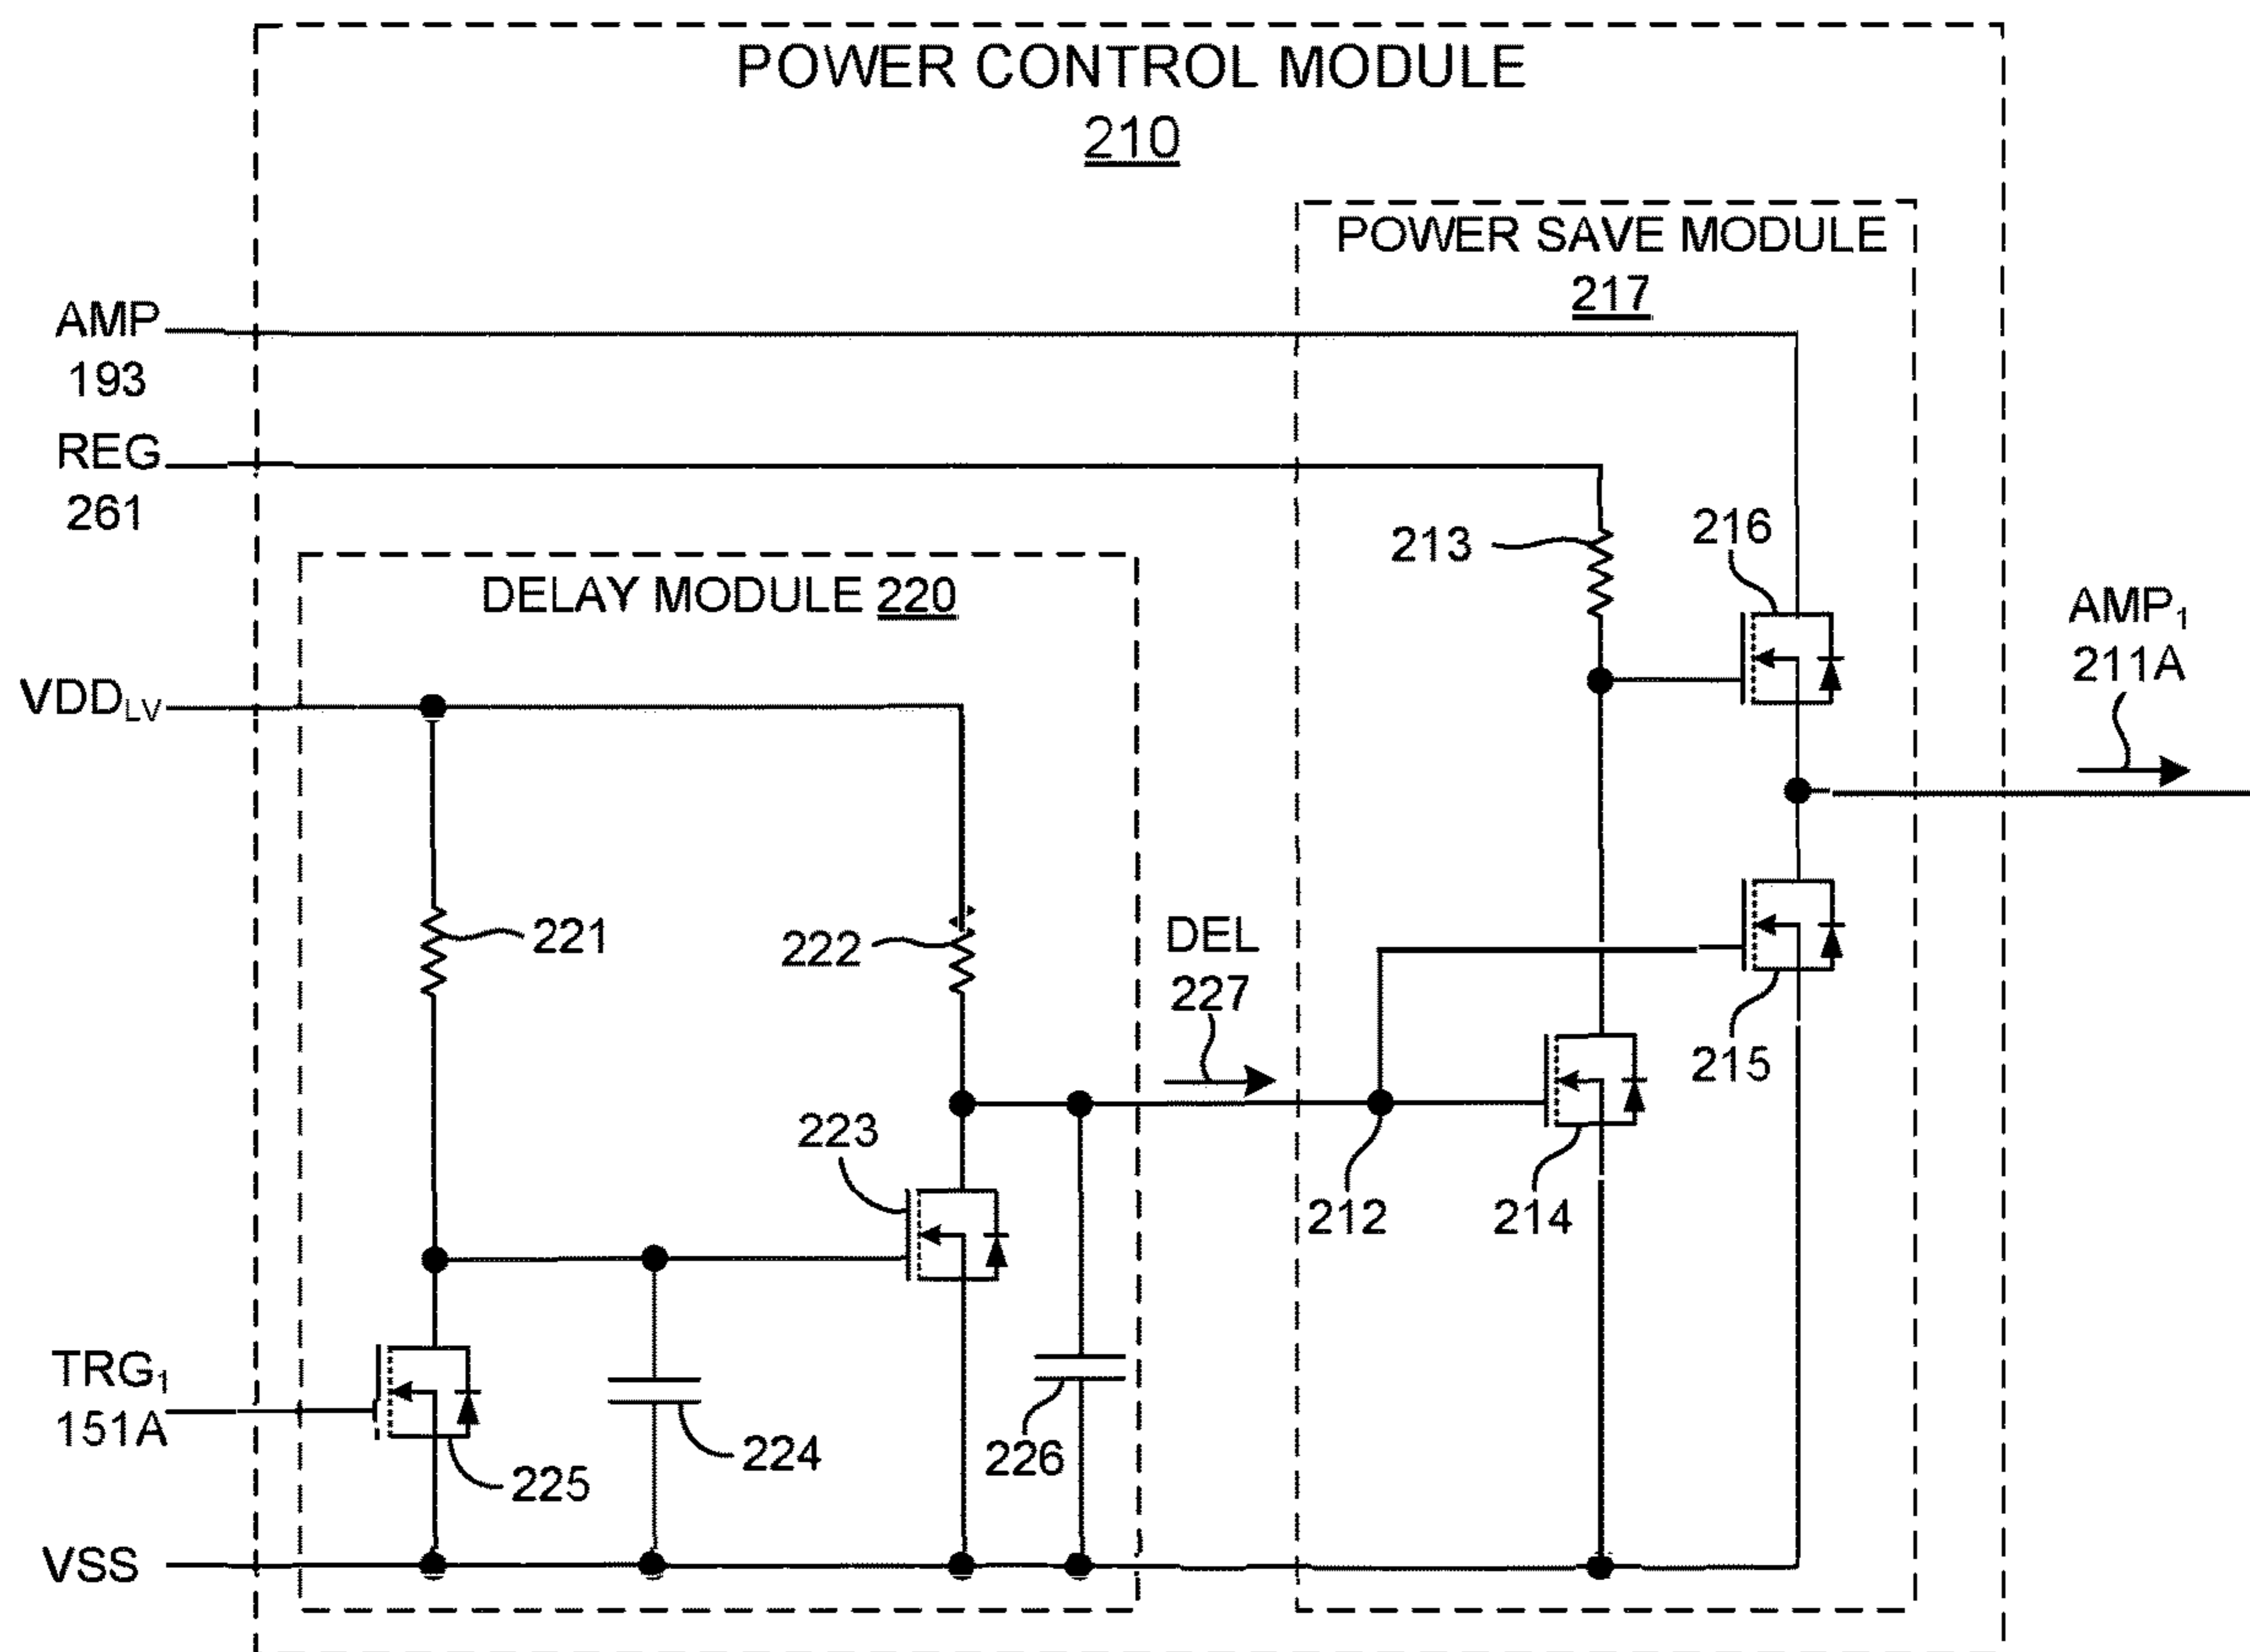 POWER CONTROL MODULE
210
POWER SAVE MODULE
217
AMP
193
REG
261
213
216
DELAY MODULE 220
AMP1
211A
VDDLV
221
222
DEL
227
215
223
212
214
TRG1
151A
224
226
225
VSS